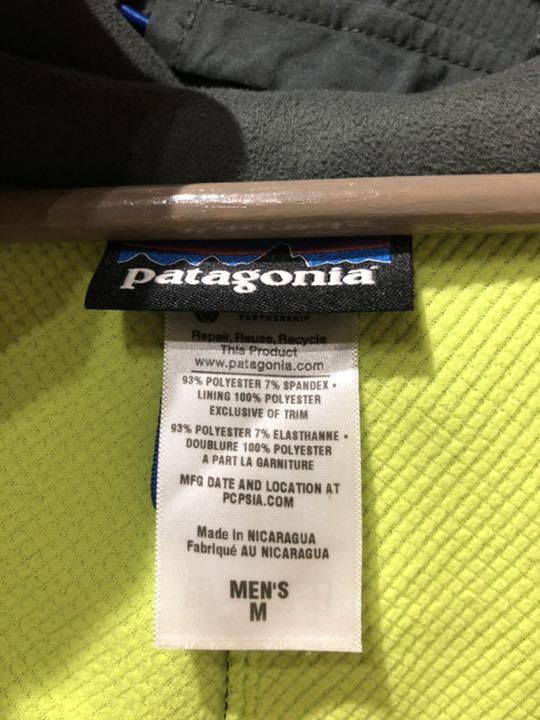 patagonia
PARTNERSHIP
Repair, Reuse, Recycle
This Product
www.patagonia.com
93% POLYESTER 7% SPANDEX •
LINING 100% POLYESTER
EXCLUSIVE OF TRIM
93% POLYESTER 7% ELASTHANNE •
DOUBLURE 100% POLYESTER
A PART LA GARNITURE
MFG DATE AND LOCATION AT
PCPSIA.COM
Made in NICARAGUA
Fabriqué AU NICARAGUA
MEN'S
M